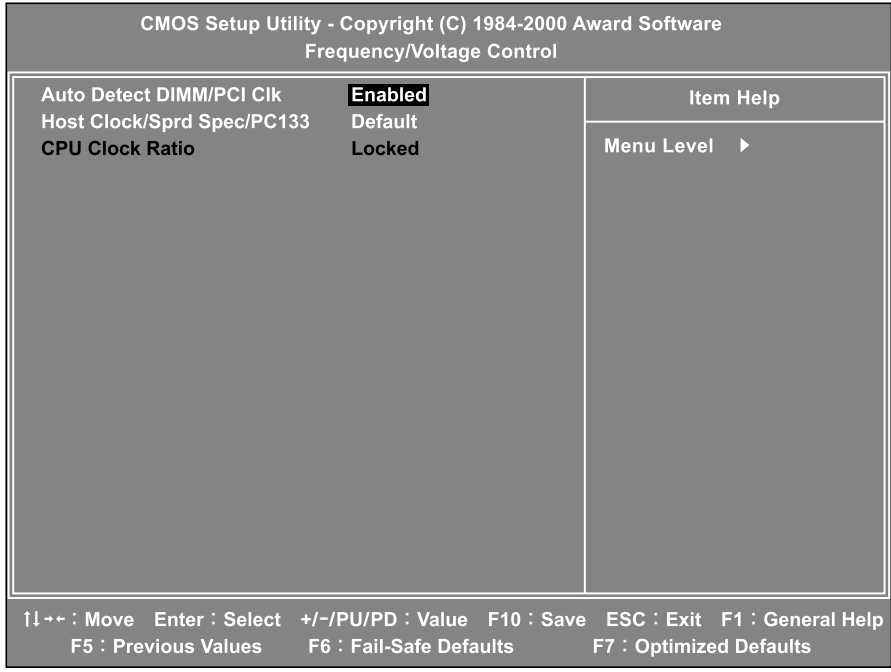 CMOS Setup Utility - Copyright (C) 1984-2000 Award Software
Frequency/Voltage Control
Auto Detect DIMM/PCI Clk Enabled
Host Clock/Sprd Spec/PC133 Default
CPU Clock Ratio Locked
Item Help
Menu Level ▶
↑↓→←：Move Enter：Select +/-/PU/PD：Value F10：Save ESC：Exit F1：General Help
F5：Previous Values F6：Fail-Safe Defaults F7：Optimized Defaults